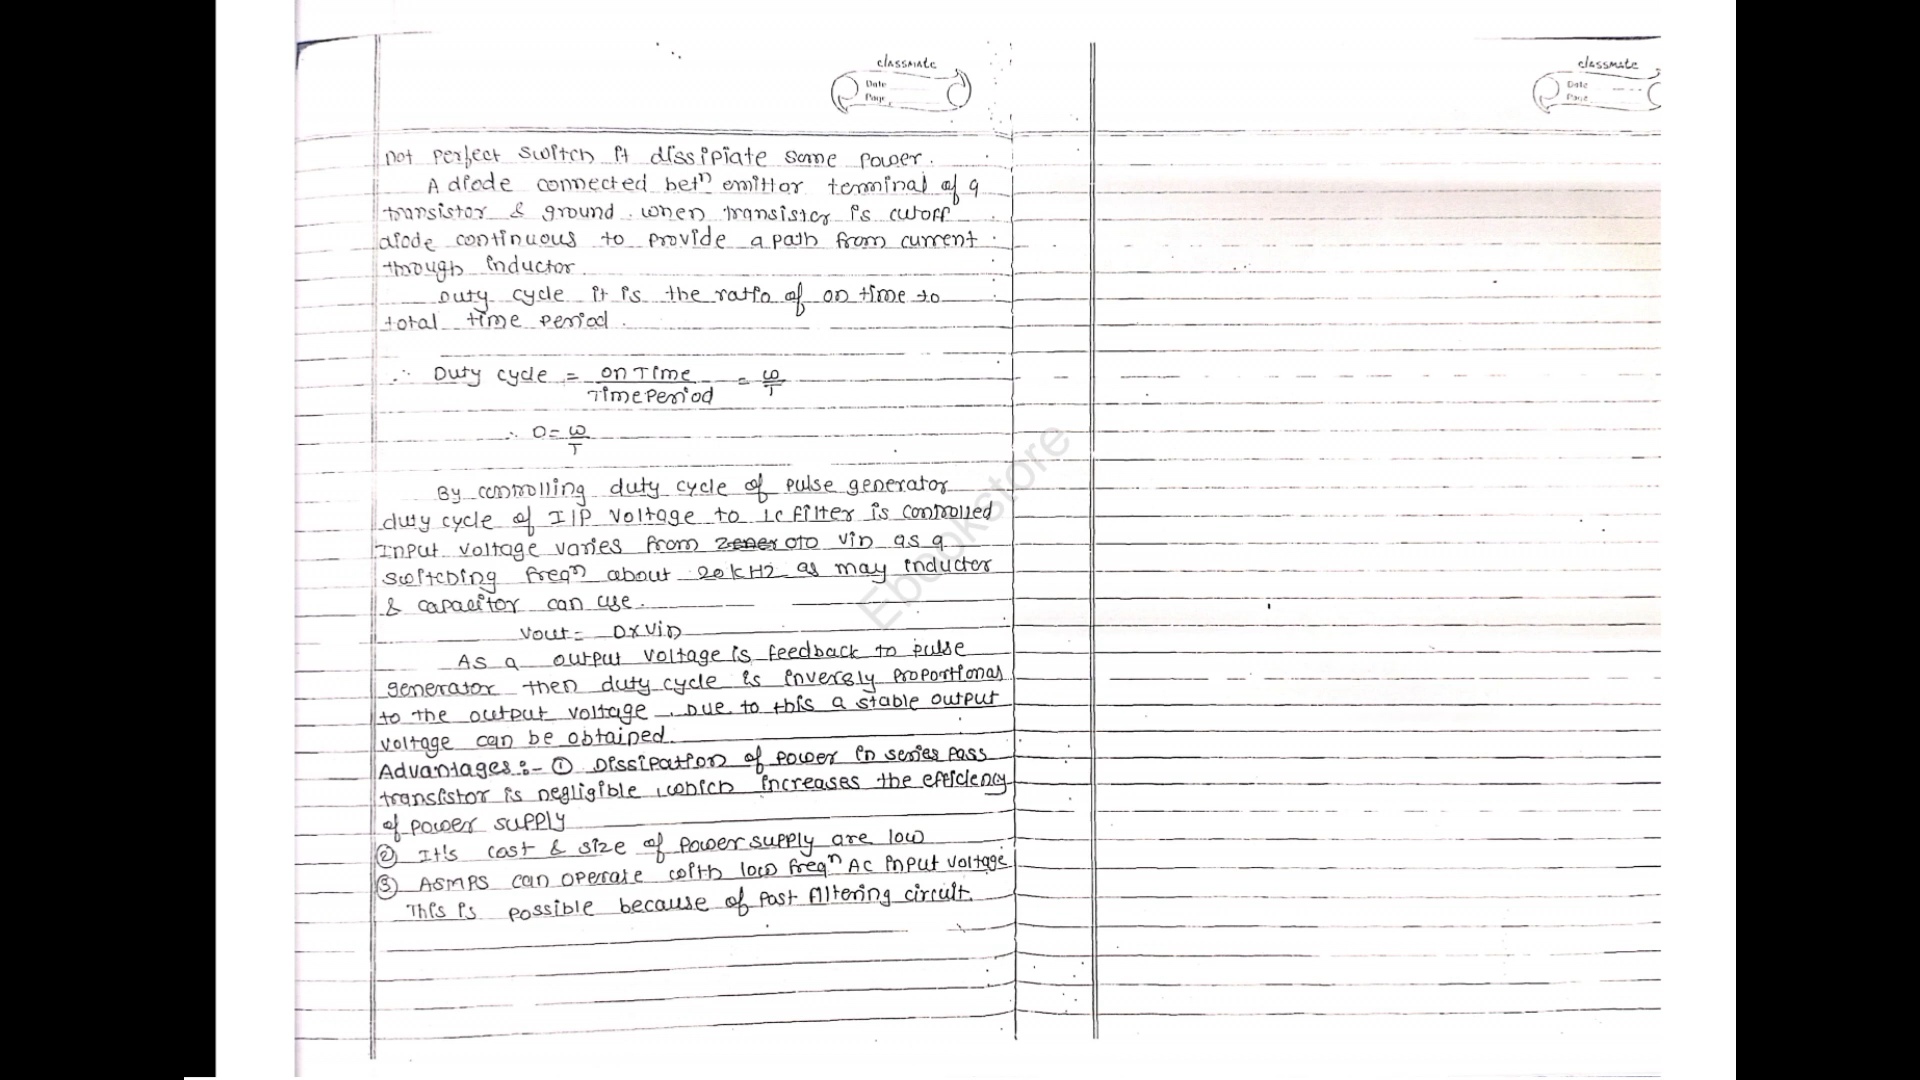 classmate
Date
Page
classmate
Date
Page
not perfect switch it dissipiate some power.
A diode connected betn emittor terminal of a
transistor & ground. when transistor is cutoff
diode continuous to provide a path from current
through inductor.
Duty cycle it is the ratio of on time to
total time period.
∴ Duty cycle = on Time / Time Period = ω/T
∴ D = ω/T
By controlling duty cycle of pulse generator
duty cycle of I/P voltage to LC filter is controlled
Input voltage varies from zener 0 to vin as a
switching freqn about 20 kHz as may inductor
& capacitor can use.
Vout = D x Vin
As a output voltage is feedback to pulse
generator then duty cycle is inversly proportional
to the output voltage. Due to this a stable output
voltage can be obtained.
Advantages :- ① Dissipation of power in series pass
transistor is negligible, which increases the efficiency
of power supply
② It's cost & size of power supply are low
③ ASMPS can operate with low freqn AC input voltage
This is possible because of post filtering circuit.
Ebookstore